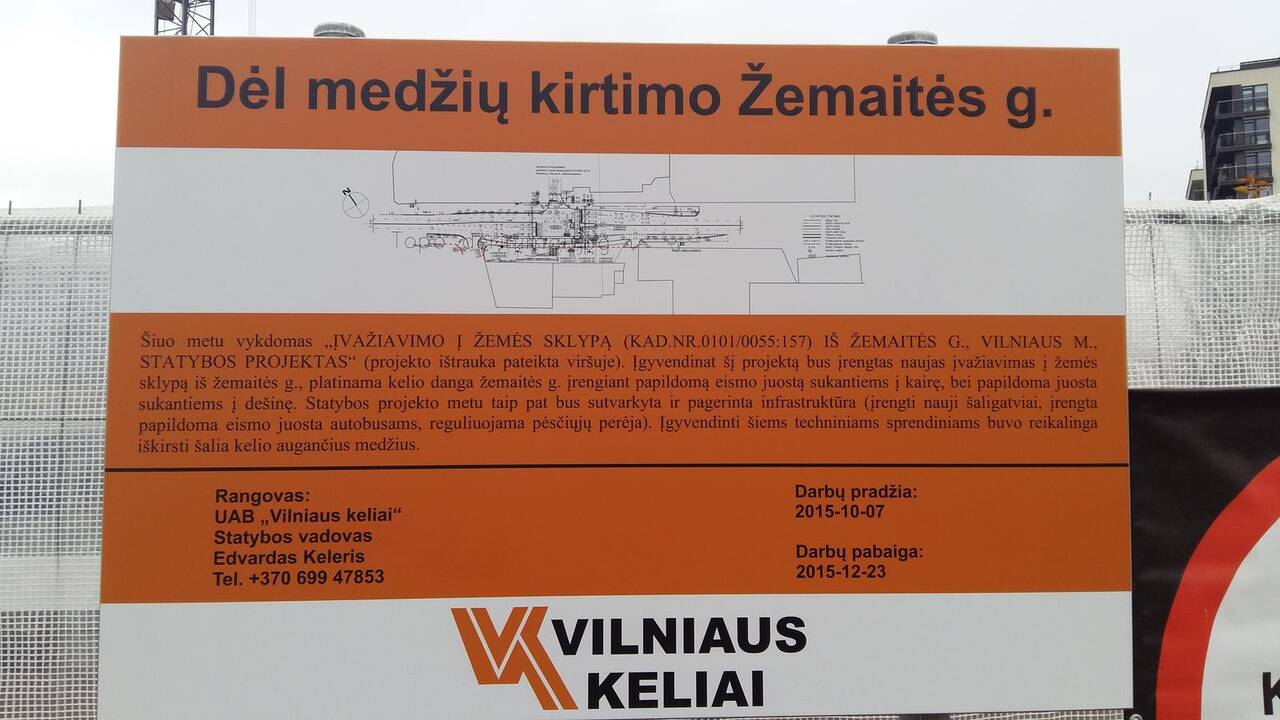 Dėl medžių kirtimo Žemaitės g.
N
Šiuo metu vykdomas „ĮVAŽIAVIMO Į ŽEMĖS SKLYPĄ (KAD.NR.0101/0055:157) IŠ ŽEMAITĖS G., VILNIAUS M.,
STATYBOS PROJEKTAS“ (projekto ištrauka pateikta viršuje). Įgyvendinat šį projektą bus įrengtas naujas įvažiavimas į žemės
sklypą iš žemaitės g., platinama kelio danga žemaitės g. įrengiant papildomą eismo juostą sukantiems į kairę, bei papildoma juosta
sukantiems į dešinę. Statybos projekto metu taip pat bus sutvarkyta ir pagerinta infrastruktūra (įrengti nauji šaligatviai, įrengta
papildoma eismo juosta autobusams, reguliuojama pėsčiųjų perėja). Įgyvendinti šiems techniniams sprendiniams buvo reikalinga
iškirsti šalia kelio augančius medžius.
Rangovas:
UAB „Vilniaus keliai“
Statybos vadovas
Edvardas Keleris
Tel. +370 699 47853
Darbų pradžia:
2015-10-07
Darbų pabaiga:
2015-12-23
VILNIAUS
KELIAI
K